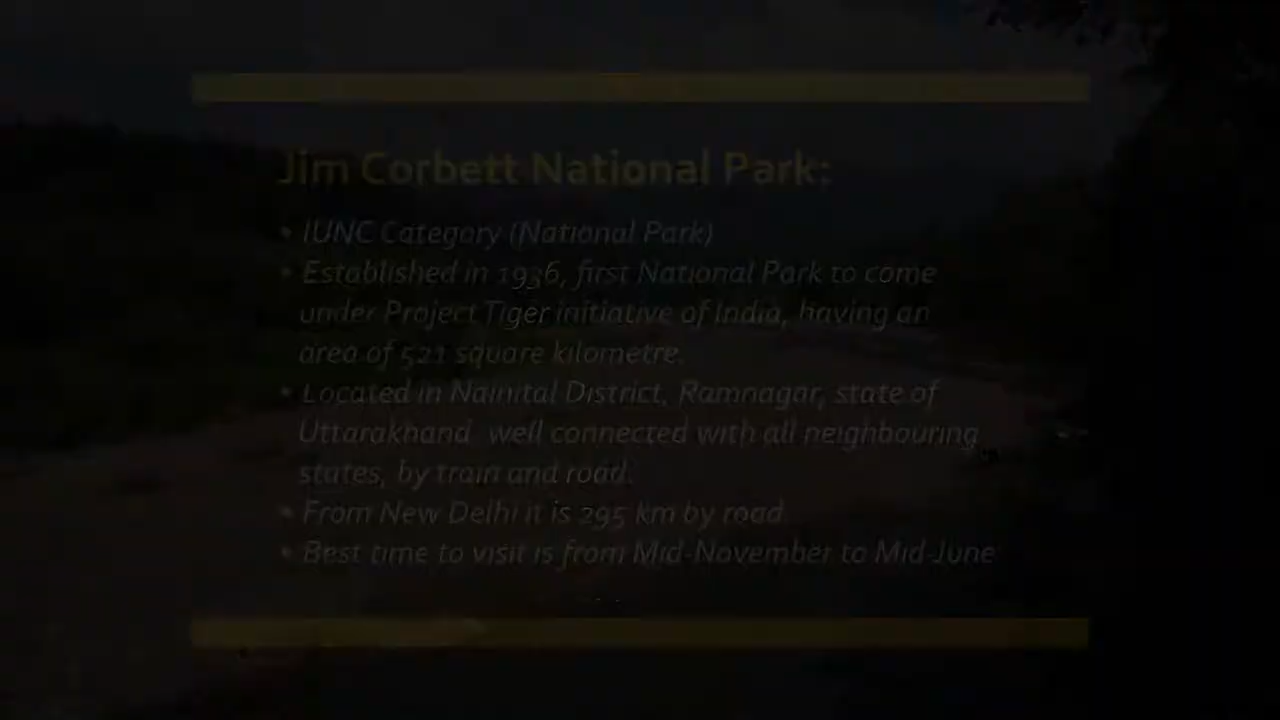 Jim Corbett National Park:
• IUNC Category (National Park)
• Established in 1936, first National Park to come
under Project Tiger initiative of India, having an
area of 521 square kilometre.
• Located in Nainital District, Ramnagar, state of
Uttarakhand well connected with all neighbouring
states, by train and road.
• From New Delhi it is 295 km by road
• Best time to visit is from Mid-November to Mid-June